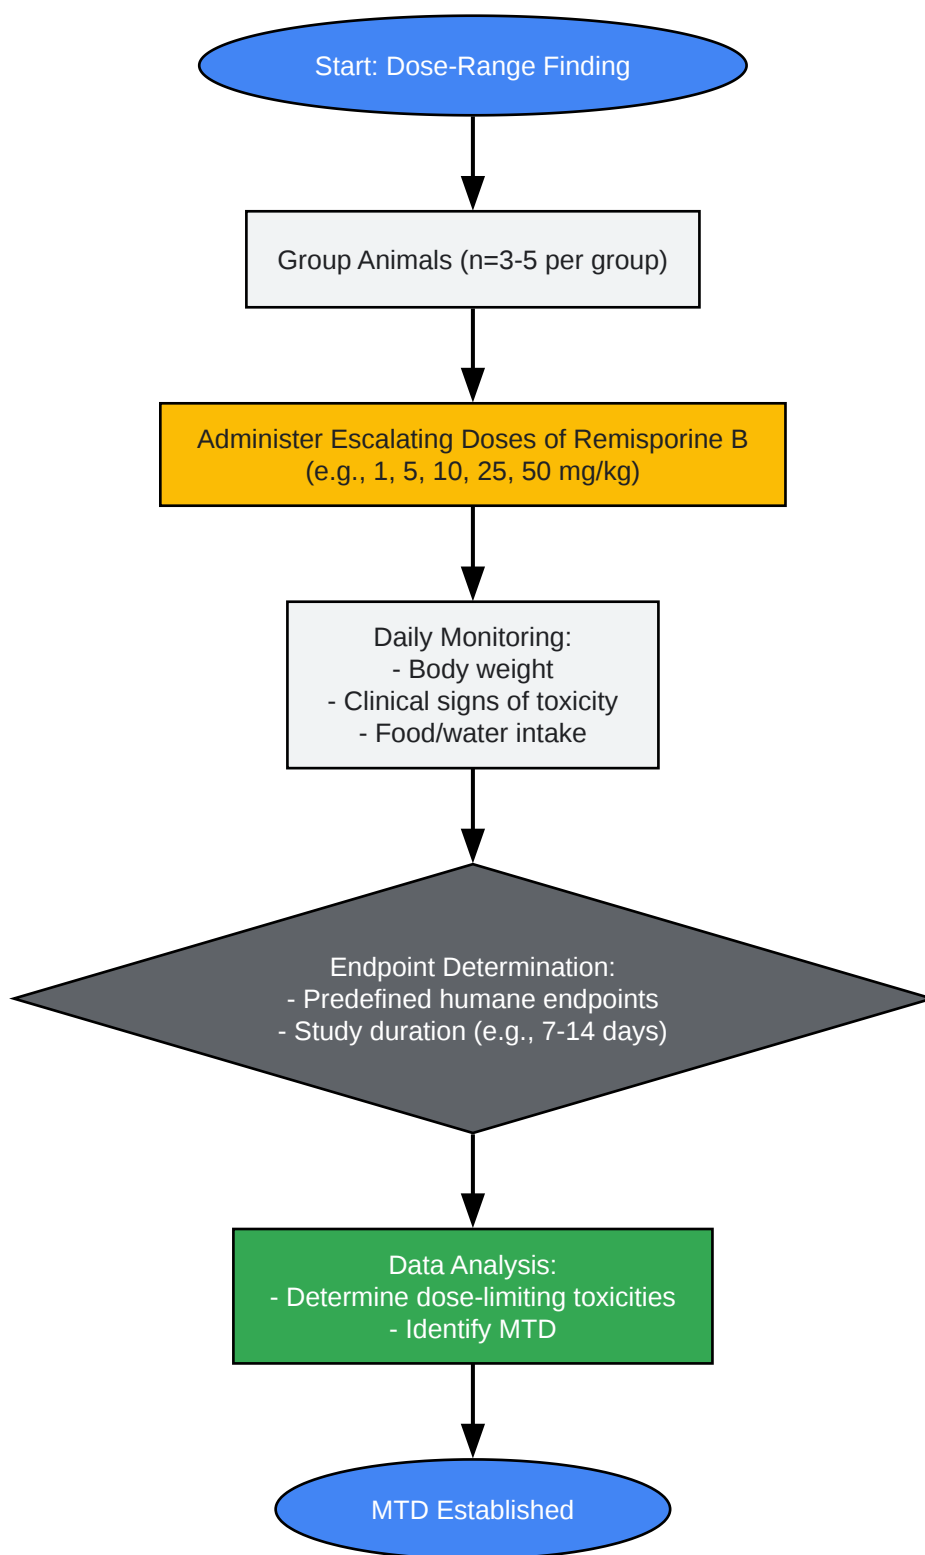 Start: Dose-Range Finding
Group Animals (n=3-5 per group)
Administer Escalating Doses of Remisporine B
(e.g., 1, 5, 10, 25, 50 mg/kg)
Daily Monitoring:
- Body weight
- Clinical signs of toxicity
- Food/water intake
Endpoint Determination:
- Predefined humane endpoints
- Study duration (e.g., 7-14 days)
Data Analysis:
- Determine dose-limiting toxicities
- Identify MTD
MTD Established